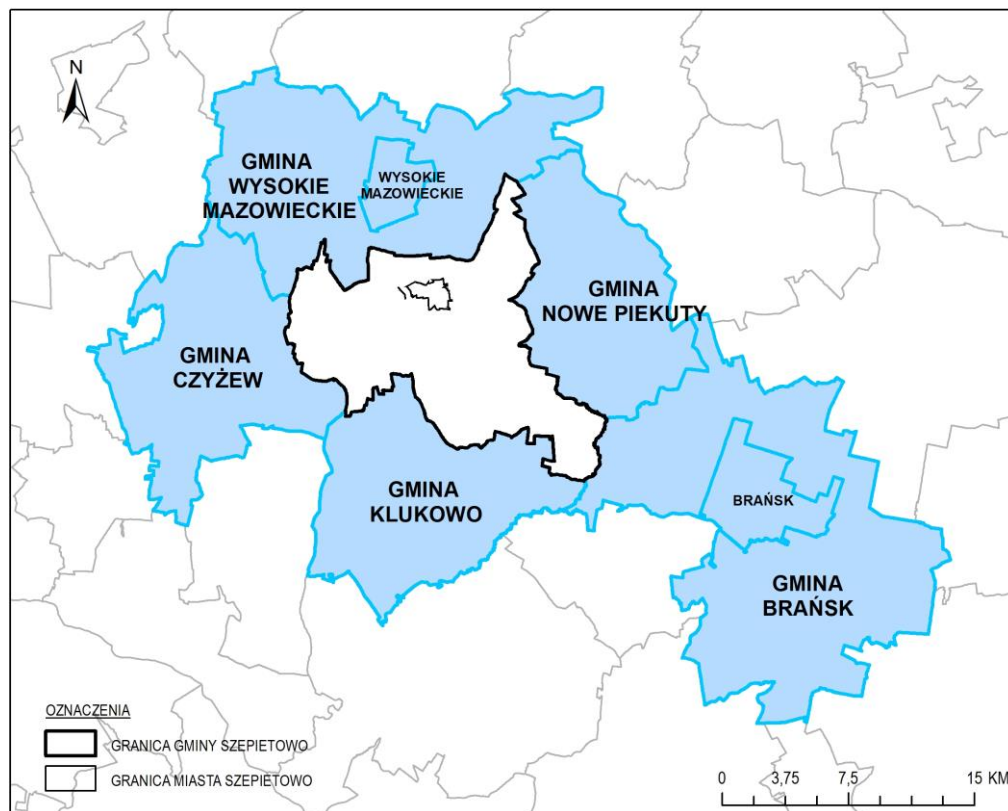 N
GMINA
WYSOKIE
MAZOWIECKIE
WYSOKIE
MAZOWIECKIE
GMINA
NOWE PIEKUTY
GMINA
CZYŻEW
GMINA
KLUKOWO
BRAŃSK
GMINA
BRAŃSK
OZNACZENIA
GRANICA GMINY SZEPIETOWO
GRANICA MIASTA SZEPIETOWO
0 3,75 7,5 15 KM